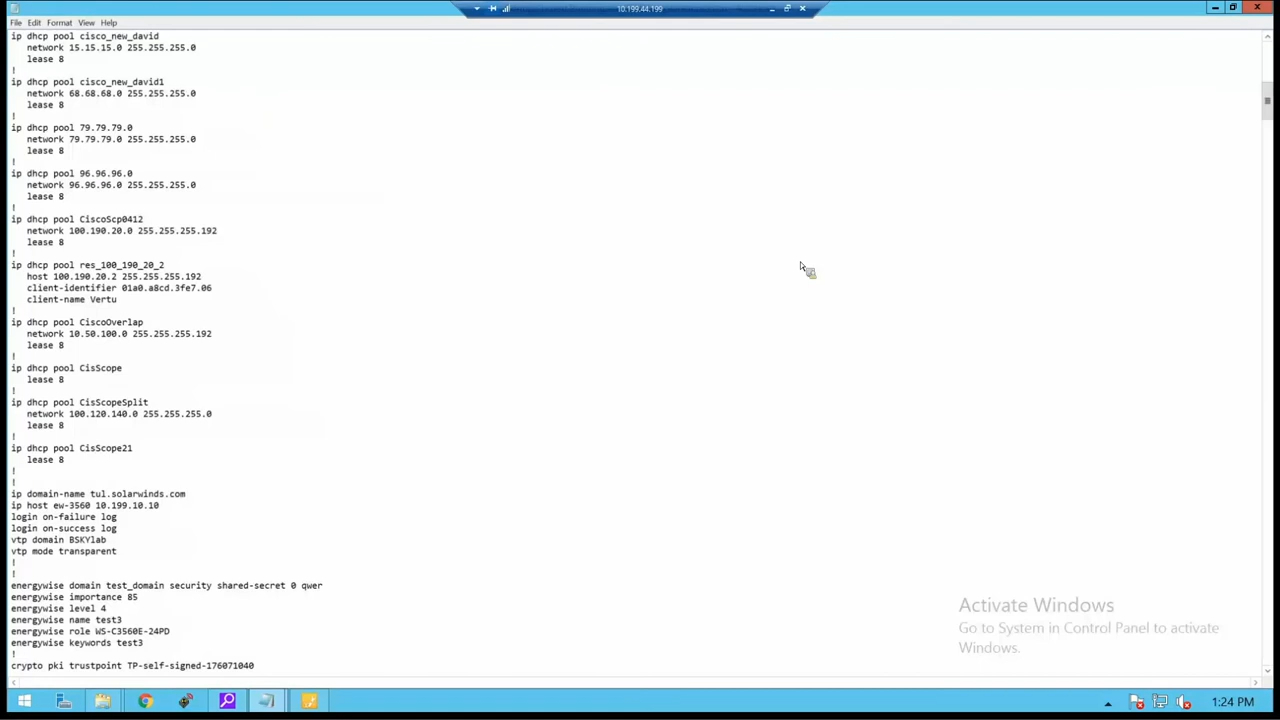 10.199.44.199
File Edit Format View Help
ip dhcp pool cisco_new_david
network 15.15.15.0 255.255.255.0
lease 8
!
ip dhcp pool cisco_new_david1
network 68.68.68.0 255.255.255.0
lease 8
!
ip dhcp pool 79.79.79.0
network 79.79.79.0 255.255.255.0
lease 8
!
ip dhcp pool 96.96.96.0
network 96.96.96.0 255.255.255.0
lease 8
!
ip dhcp pool CiscoScp0412
network 100.190.20.0 255.255.255.192
lease 8
!
ip dhcp pool res_100_190_20_2
host 100.190.20.2 255.255.255.192
client-identifier 01a0.a8cd.3fe7.06
client-name Vertu
!
ip dhcp pool CiscoOverlap
network 10.50.100.0 255.255.255.192
lease 8
!
ip dhcp pool CisScope
lease 8
!
ip dhcp pool CisScopeSplit
network 100.120.140.0 255.255.255.0
lease 8
!
ip dhcp pool CisScope21
lease 8
!
!
ip domain-name tul.solarwinds.com
ip host ew-3560 10.199.10.10
login on-failure log
login on-success log
vtp domain BSKYlab
vtp mode transparent
!
!
energywise domain test_domain security shared-secret 0 qwer
energywise importance 85
energywise level 4
energywise name test3
energywise role WS-C3560E-24PD
energywise keywords test3
!
crypto pki trustpoint TP-self-signed-176071040
Activate Windows
Go to System in Control Panel to activate
Windows.
1:24 PM